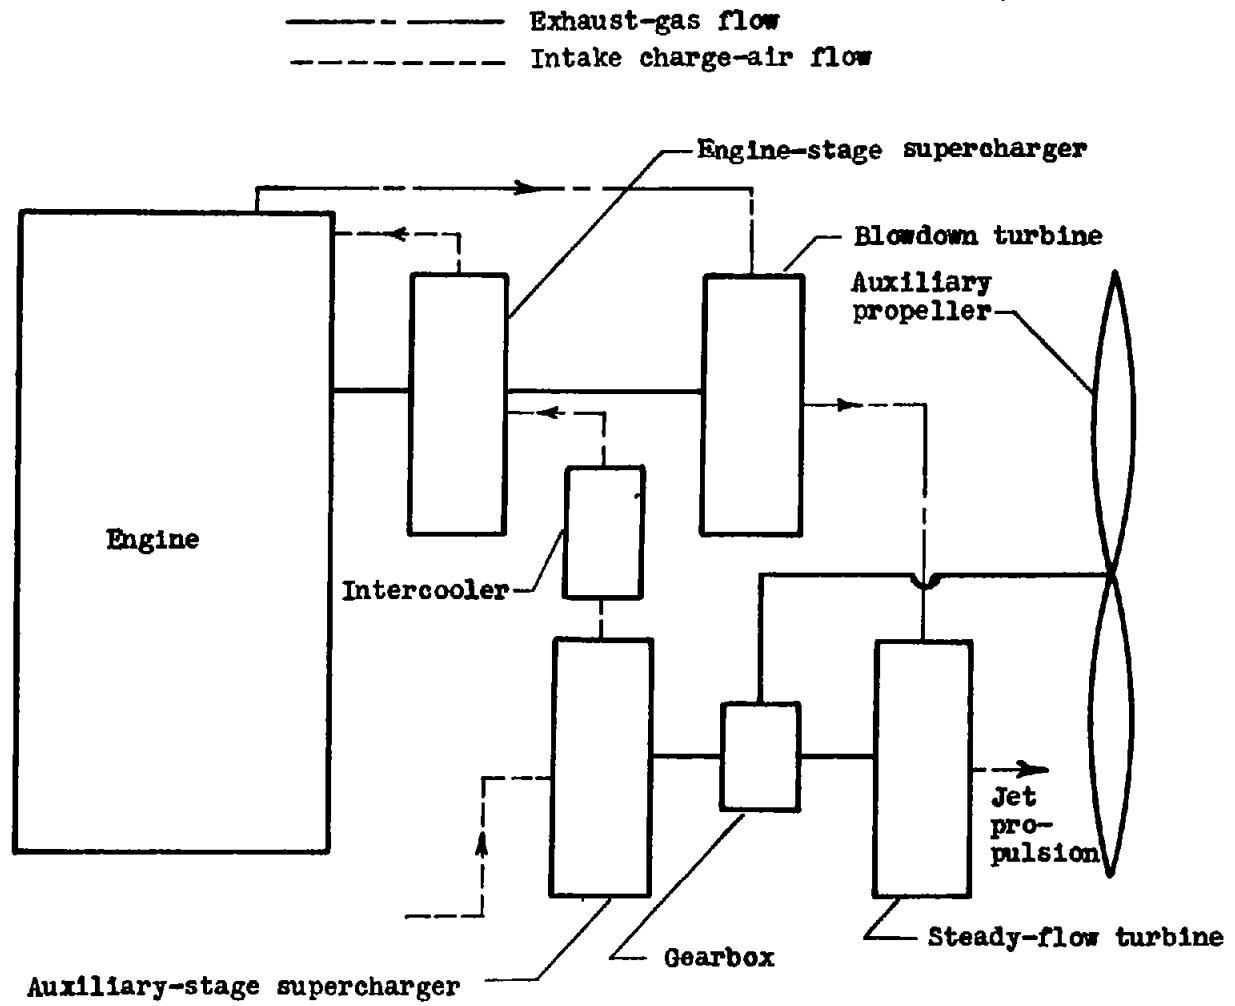 Exhaust-gas flow
Intake charge-air flow
Engine-stage supercharger
Blowdown turbine
Auxiliary
propeller
Engine
Intercooler
Jet
pro-
pulsion
Steady-flow turbine
Gearbox
Auxiliary-stage supercharger